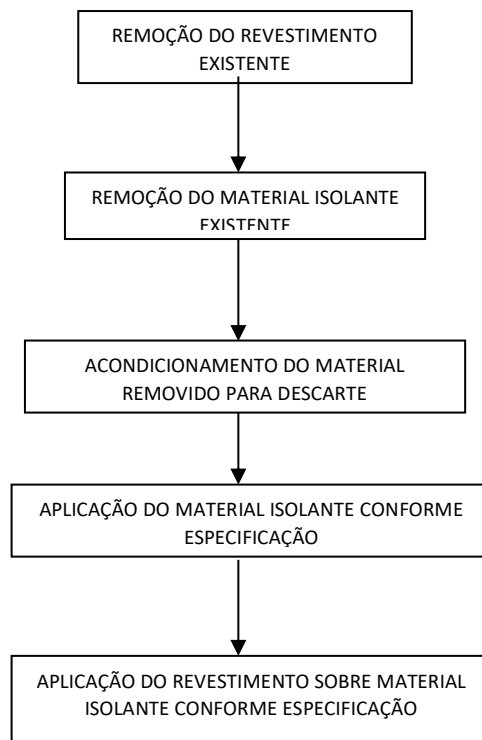 REMOÇÃO DO REVESTIMENTO
EXISTENTE
REMOÇÃO DO MATERIAL ISOLANTE
EXISTENTE
ACONDICIONAMENTO DO MATERIAL
REMOVIDO PARA DESCARTE
APLICAÇÃO DO MATERIAL ISOLANTE CONFORME
ESPECIFICAÇÃO
APLICAÇÃO DO REVESTIMENTO SOBRE MATERIAL
ISOLANTE CONFORME ESPECIFICAÇÃO